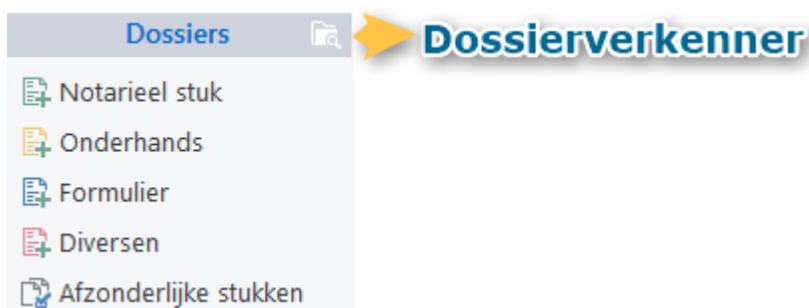 Dossiers
Dossierverkenner
Notarieel stuk
Onderhands
Formulier
Diversen
Afzonderlijke stukken